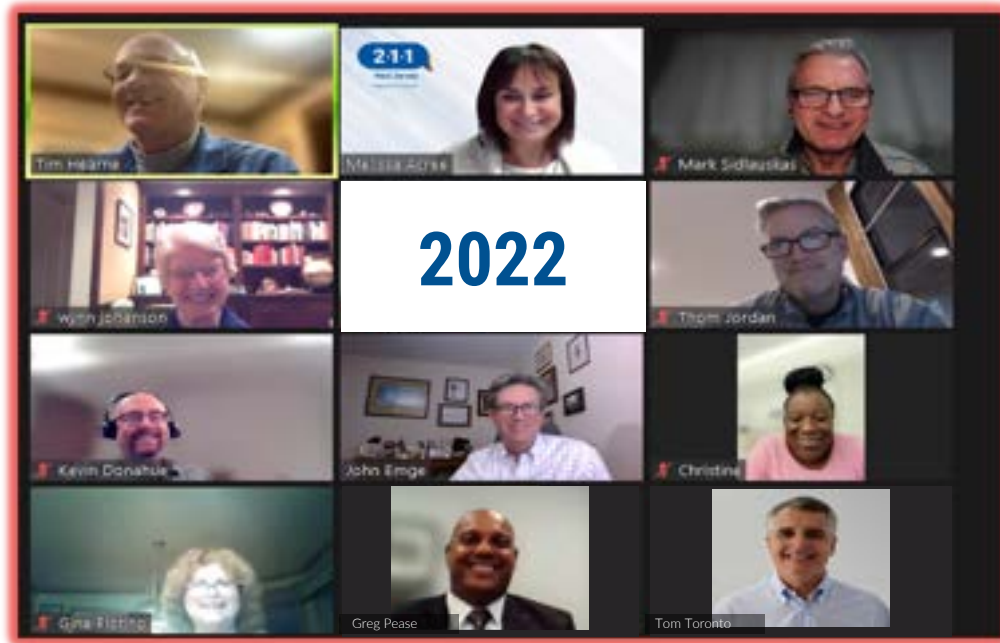 2·1·1
Tim Hearne
Melissa Acree
Mark Sidlauskas
2022
wynn johanson
Thom Jordan
Kevin Donahue
John Emge
Christine
Gina
Greg Pease
Tom Toronto